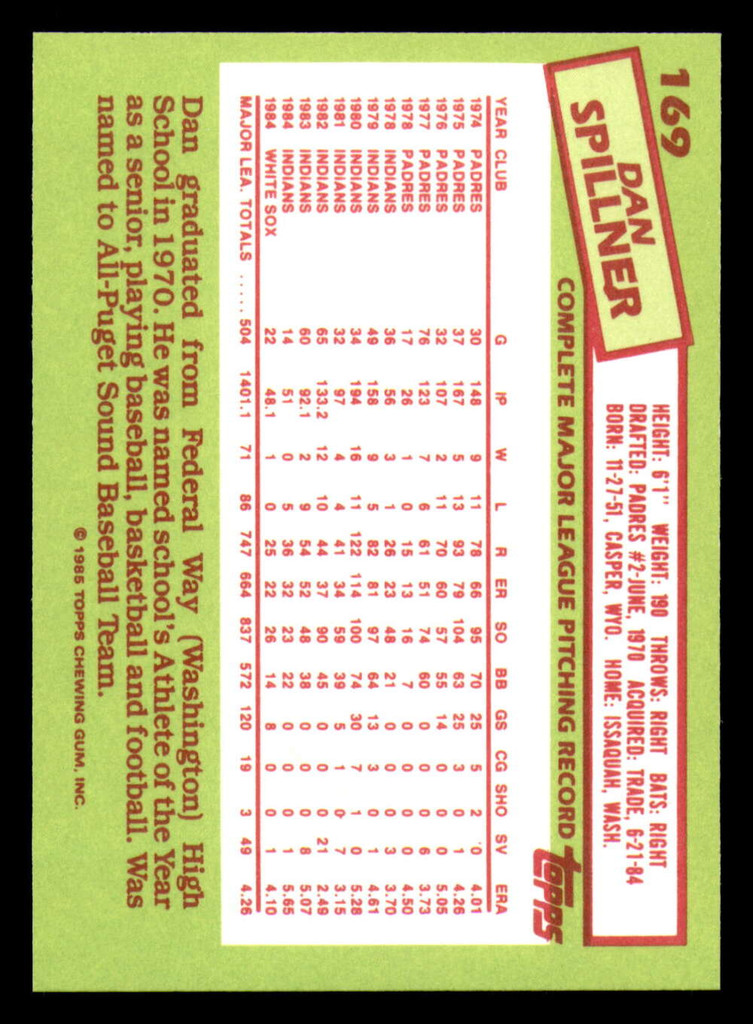 169
DAN
SPILLNER
HEIGHT: 6'1" WEIGHT: 190 THROWS: RIGHT BATS: RIGHT
DRAFTED: PADRES #2-JUNE, 1970 ACQUIRED: TRADE, 6-21-84
BORN: 11-27-51, CASPER, WYO. HOME: ISSAQUAH, WASH.
COMPLETE MAJOR LEAGUE PITCHING RECORD
topps
YEAR CLUB G IP W L R ER SO BB GS CG SHO SV ERA
1974 PADRES 30 148 9 11 78 66 95 70 25 5 2 0 4.01
1975 PADRES 37 167 5 13 93 79 104 63 25 3 0 1 4.26
1976 PADRES 32 107 2 11 70 60 57 55 14 0 0 0 5.05
1977 PADRES 76 123 7 6 61 51 74 60 0 0 0 6 3.73
1978 PADRES 17 26 1 0 15 13 16 7 0 0 0 0 4.50
1978 INDIANS 36 56 3 1 26 23 48 21 0 0 0 3 3.70
1979 INDIANS 49 158 9 5 82 81 97 64 13 3 0 1 4.61
1980 INDIANS 34 194 16 11 122 114 100 74 30 7 1 0 5.28
1981 INDIANS 32 97 4 4 41 34 59 39 5 1 0 7 3.15
1982 INDIANS 65 133.2 12 10 44 37 90 45 0 0 0 21 2.49
1983 INDIANS 60 92.1 2 9 54 52 48 38 0 0 0 8 5.07
1984 INDIANS 14 51 0 5 36 32 23 22 8 0 0 1 5.65
1984 WHITE SOX 22 48.1 1 0 25 22 26 14 0 0 0 1 4.10
MAJOR LEA. TOTALS ..... 504 1401.1 71 86 747 664 837 572 120 19 3 49 4.26
Dan graduated from Federal Way (Washington) High
School in 1970. He was named school's Athlete of the Year
as a senior, playing baseball, basketball and football. Was
named to All-Puget Sound Baseball Team.
© 1985 TOPPS CHEWING GUM, INC.